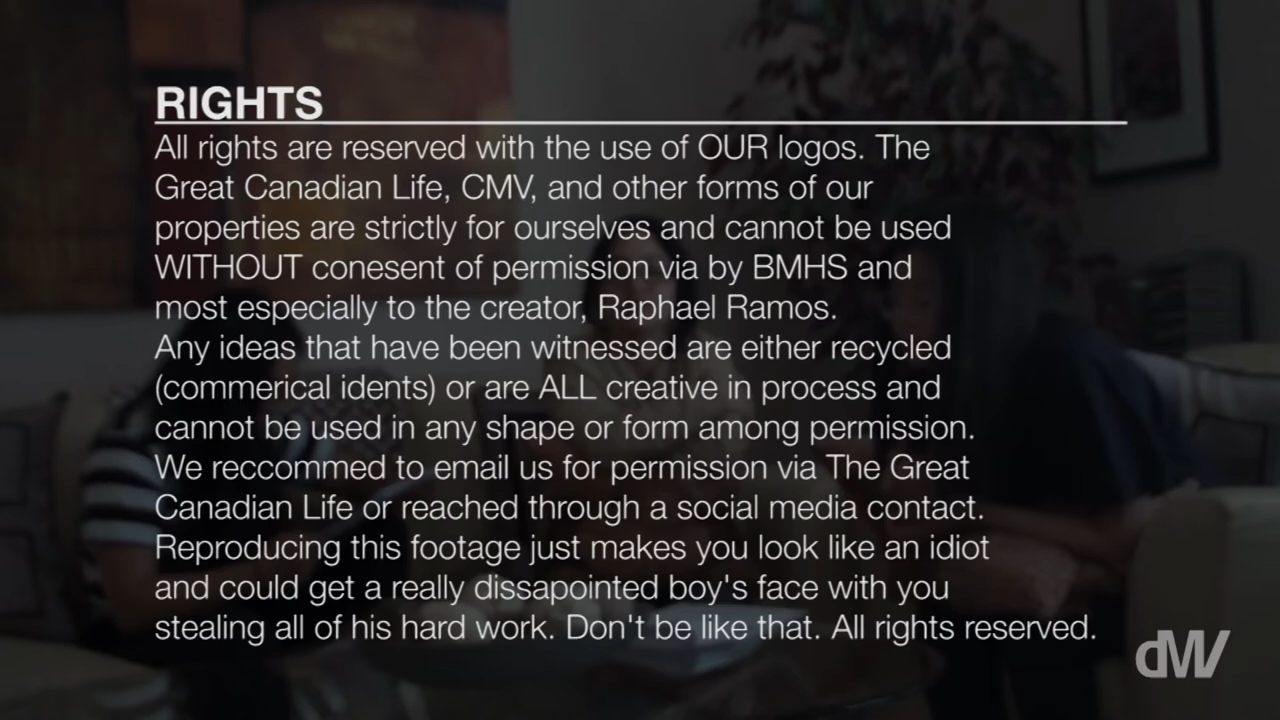 RIGHTS
All rights are reserved with the use of OUR logos. The
Great Canadian Life, CMV, and other forms of our
properties are strictly for ourselves and cannot be used
WITHOUT conesent of permission via by BMHS and
most especially to the creator, Raphael Ramos.
Any ideas that have been witnessed are either recycled
(commerical idents) or are ALL creative in process and
cannot be used in any shape or form among permission.
We reccommed to email us for permission via The Great
Canadian Life or reached through a social media contact.
Reproducing this footage just makes you look like an idiot
and could get a really dissapointed boy's face with you
stealing all of his hard work. Don't be like that. All rights reserved.
dMV